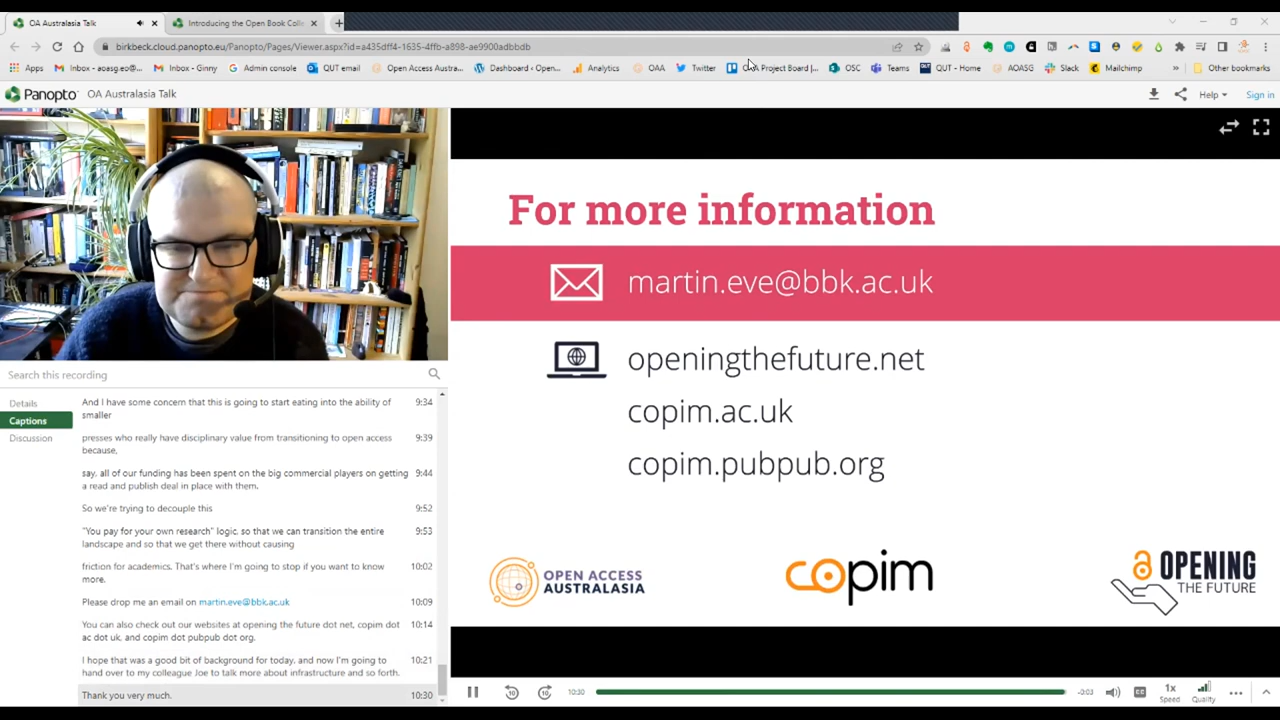 OA Australasia Talk
Introducing the Open Book Colle
birkbeck.cloud.panopto.eu/Panopto/Pages/Viewer.aspx?id=a435dff4-1635-4ffb-a898-ae9900adbbdb
Apps Inbox - aoasg.eo@... Inbox - Ginny Admin console QUT email Open Access Austra... Dashboard ‹ Open... Analytics OAA Twitter OAA Project Board |... OSC Teams QUT - Home AOASG Slack Mailchimp » Other bookmarks
Panopto OA Australasia Talk Help Sign in
For more information
martin.eve@bbk.ac.uk
openingthefuture.net
copim.ac.uk
copim.pubpub.org
OPEN ACCESS
AUSTRALASIA
copim
OPENING
THE FUTURE
Search this recording
Details
Captions
Discussion
And I have some concern that this is going to start eating into the ability of 9:34
smaller
presses who really have disciplinary value from transitioning to open access 9:39
because,
say, all of our funding has been spent on the big commercial players on getting 9:44
a read and publish deal in place with them.
So we're trying to decouple this 9:52
"You pay for your own research" logic, so that we can transition the entire 9:53
landscape and so that we get there without causing
friction for academics. That's where I'm going to stop if you want to know 10:02
more.
Please drop me an email on martin.eve@bbk.ac.uk 10:09
You can also check out our websites at opening the future dot net, copim dot 10:14
ac dot uk, and copim dot pubpub dot org.
I hope that was a good bit of background for today, and now I'm going to 10:21
hand over to my colleague Joe to talk more about infrastructure and so forth.
Thank you very much. 10:30
10 10 10:30 -0:03 1x
Speed Quality